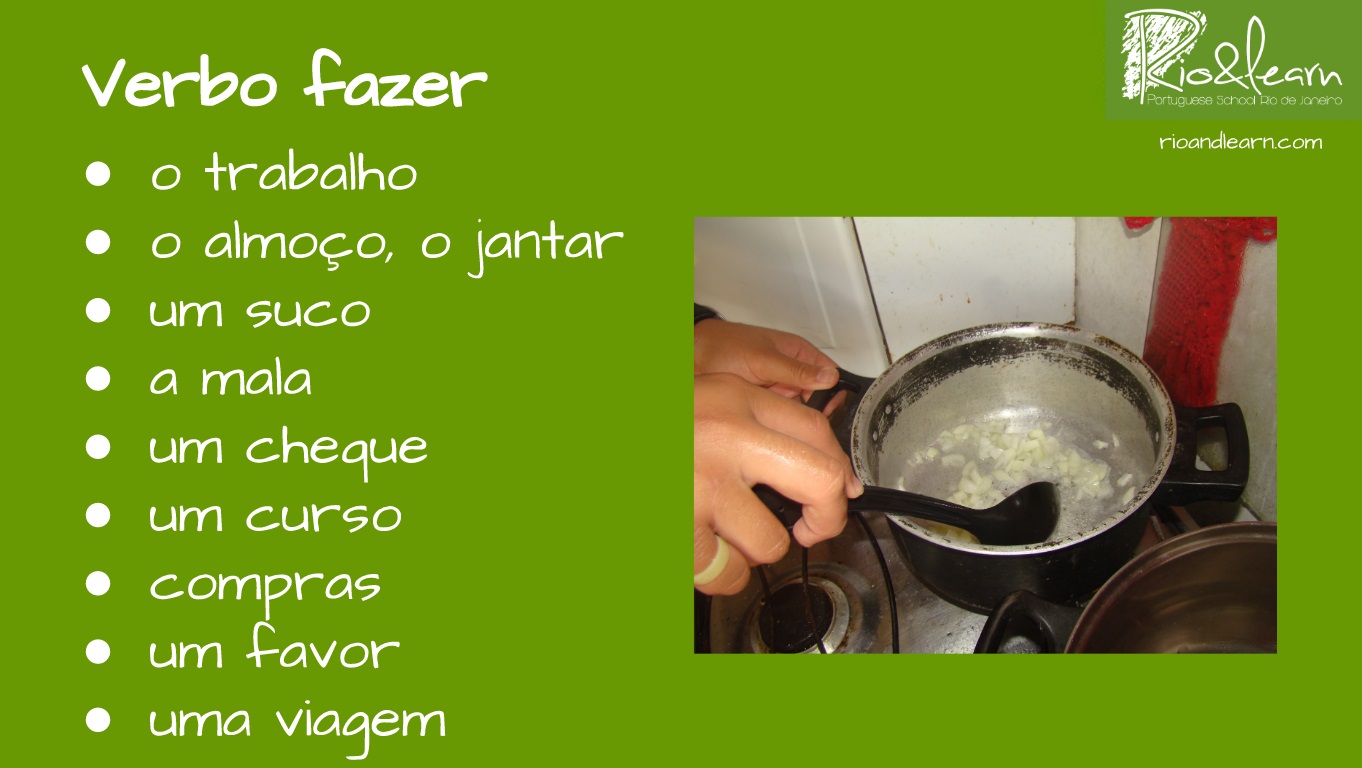 Verbo fazer
● o trabalho
● o almoço, o jantar
● um suco
● a mala
● um cheque
● um curso
● compras
● um favor
● uma viagem
Rio&learn
Portuguese School Rio de Janeiro
rioandlearn.com